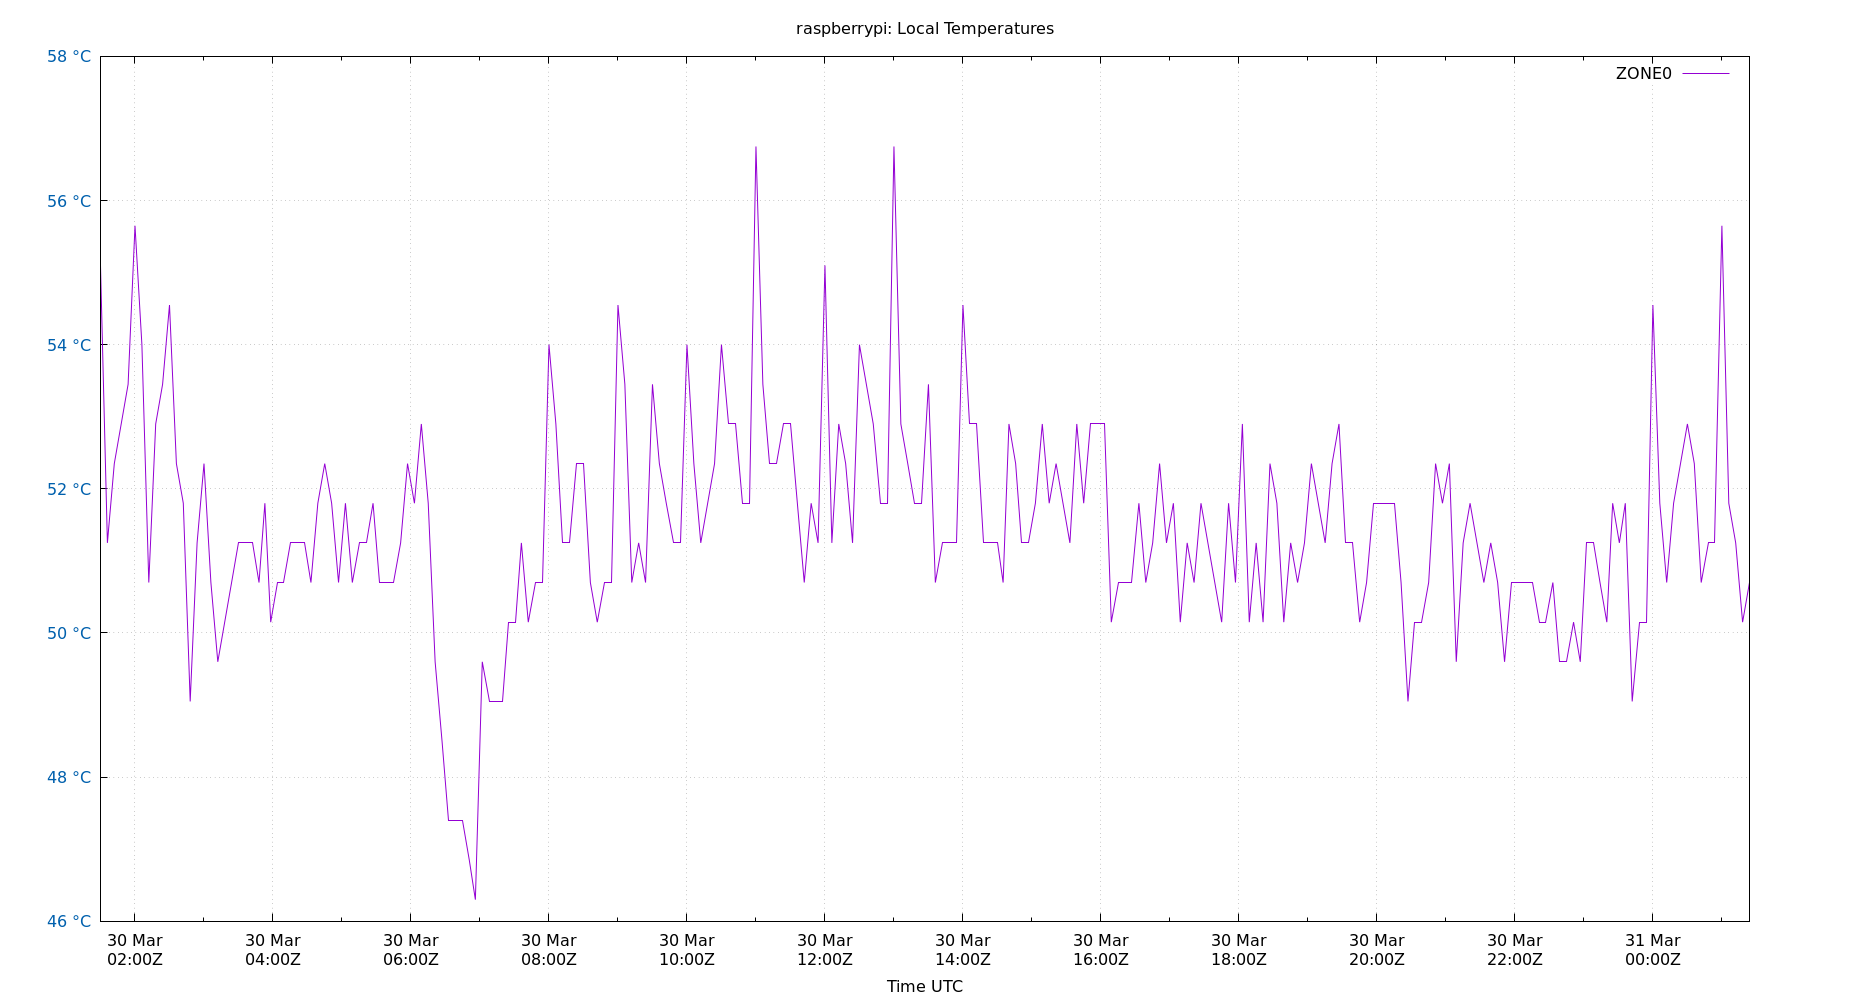 raspberrypi: Local Temperatures
58 °C
ZONE0
56 °C
54 °C
52 °C
50 °C
48 °C
46 °C
30 Mar 30 Mar 30 Mar 30 Mar 30 Mar 30 Mar 30 Mar 30 Mar 30 Mar 30 Mar 30 Mar 31 Mar
02:00Z 04:00Z 06:00Z 08:00Z 10:00Z 12:00Z 14:00Z 16:00Z 18:00Z 20:00Z 22:00Z 00:00Z
Time UTC